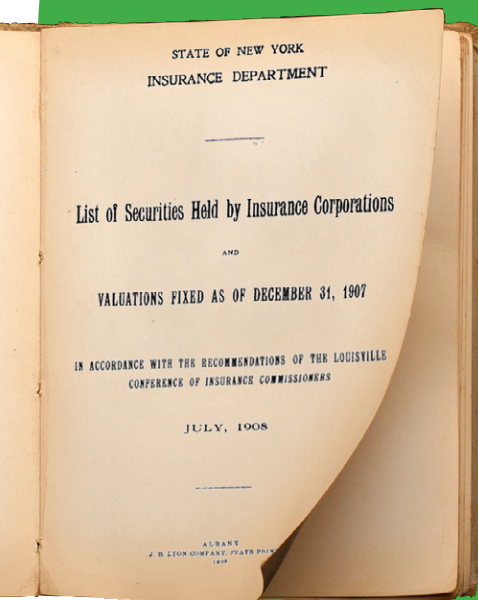 STATE OF NEW YORK
INSURANCE DEPARTMENT
List of Securities Held by Insurance Corporations
AND
VALUATIONS FIXED AS OF DECEMBER 31, 1907
IN ACCORDANCE WITH THE RECOMMENDATIONS OF THE LOUISVILLE
CONFERENCE OF INSURANCE COMMISSIONERS
JULY, 1908
ALBANY
J. B. LYON COMPANY, STATE
1908